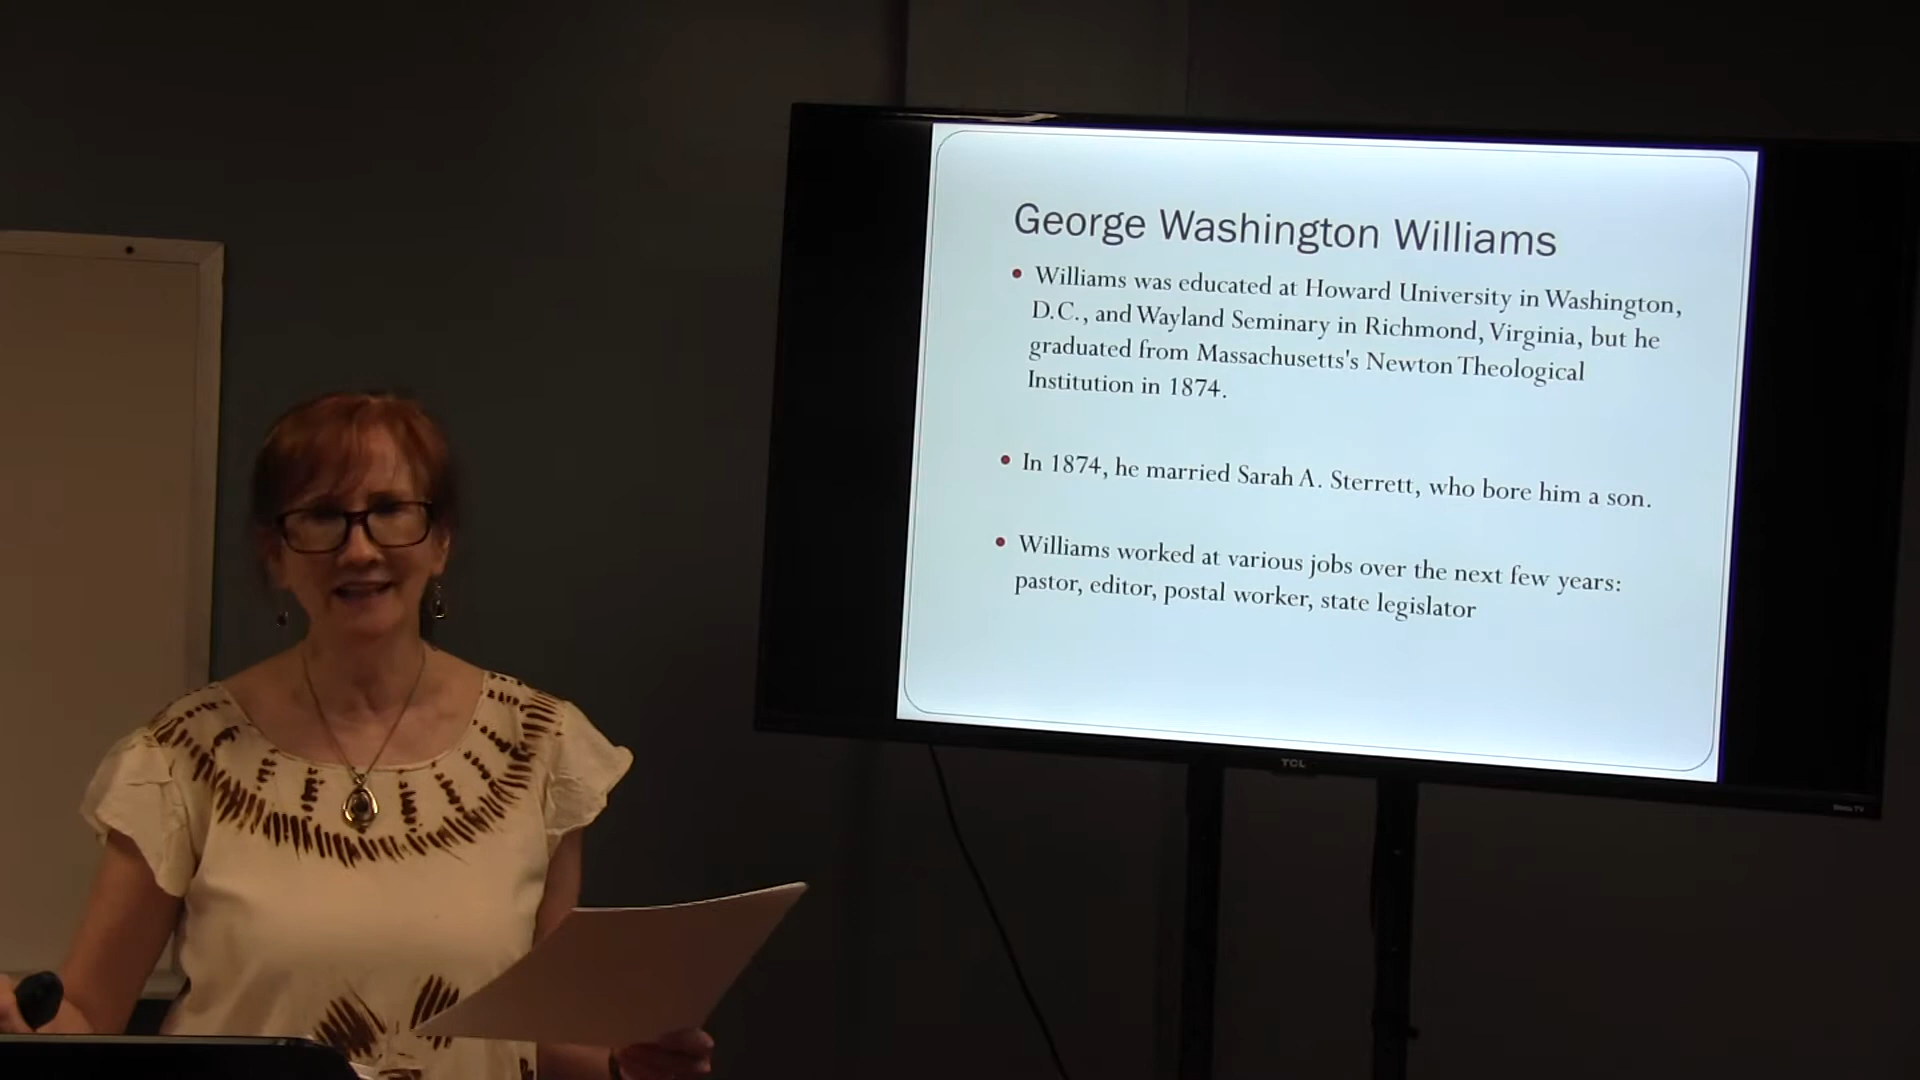 George Washington Williams
• Williams was educated at Howard University in Washington,
D.C., and Wayland Seminary in Richmond, Virginia, but he
graduated from Massachusetts's Newton Theological
Institution in 1874.
• In 1874, he married Sarah A. Sterrett, who bore him a son.
• Williams worked at various jobs over the next few years:
pastor, editor, postal worker, state legislator
TCL